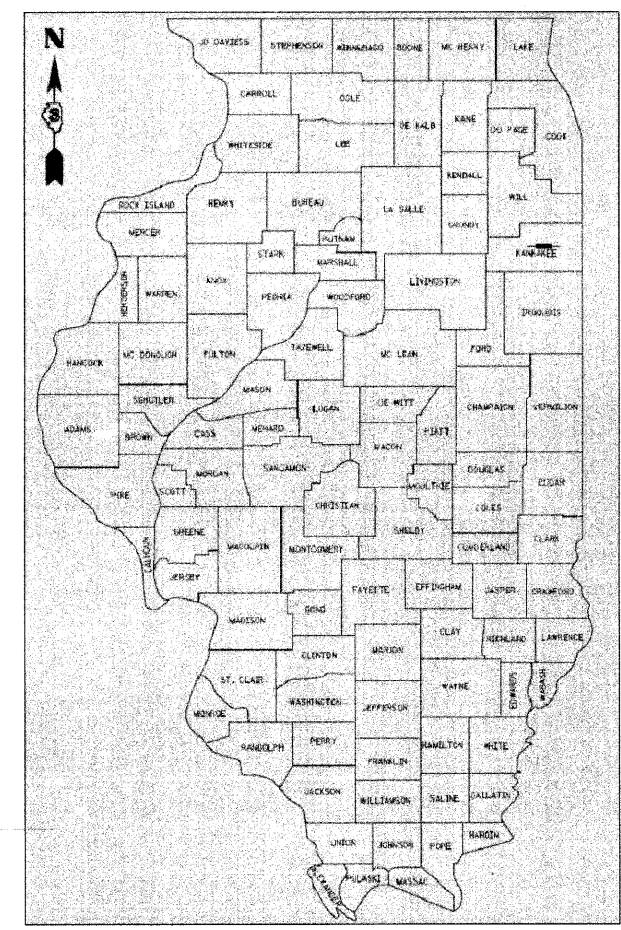 N
JO DAVIESS STEPHENSON WINNEBAGO BOONE MC HENRY LAKE
CARROLL OGLE
DE KALB KANE DU PAGE COOK
WHITESIDE LEE
KENDALL
ROCK ISLAND HENRY BUREAU LA SALLE GRUNDY WILL
MERCER PUTNAM
KANKAKEE
HENDERSON WARREN KNOX STARK MARSHALL
PEORIA WOODFORD LIVINGSTON
IROQUOIS
HANCOCK MC DONOUGH FULTON TAZEWELL MC LEAN FORD
SCHUYLER MASON
ADAMS BROWN CASS MENARD LOGAN DE WITT PIATT CHAMPAIGN VERMILION
MACON
PIKE SCOTT MORGAN SANGAMON MOULTRIE DOUGLAS EDGAR
CHRISTIAN COLES
CALHOUN GREENE MACOUPIN MONTGOMERY SHELBY CUMBERLAND CLARK
JERSEY
FAYETTE EFFINGHAM JASPER CRAWFORD
MADISON BOND
CLAY RICHLAND LAWRENCE
CLINTON MARION
ST. CLAIR WAYNE EDWARDS WABASH
MONROE WASHINGTON JEFFERSON
RANDOLPH PERRY HAMILTON WHITE
FRANKLIN
JACKSON WILLIAMSON SALINE GALLATIN
UNION JOHNSON POPE HARDIN
ALEXANDER PULASKI MASSAC